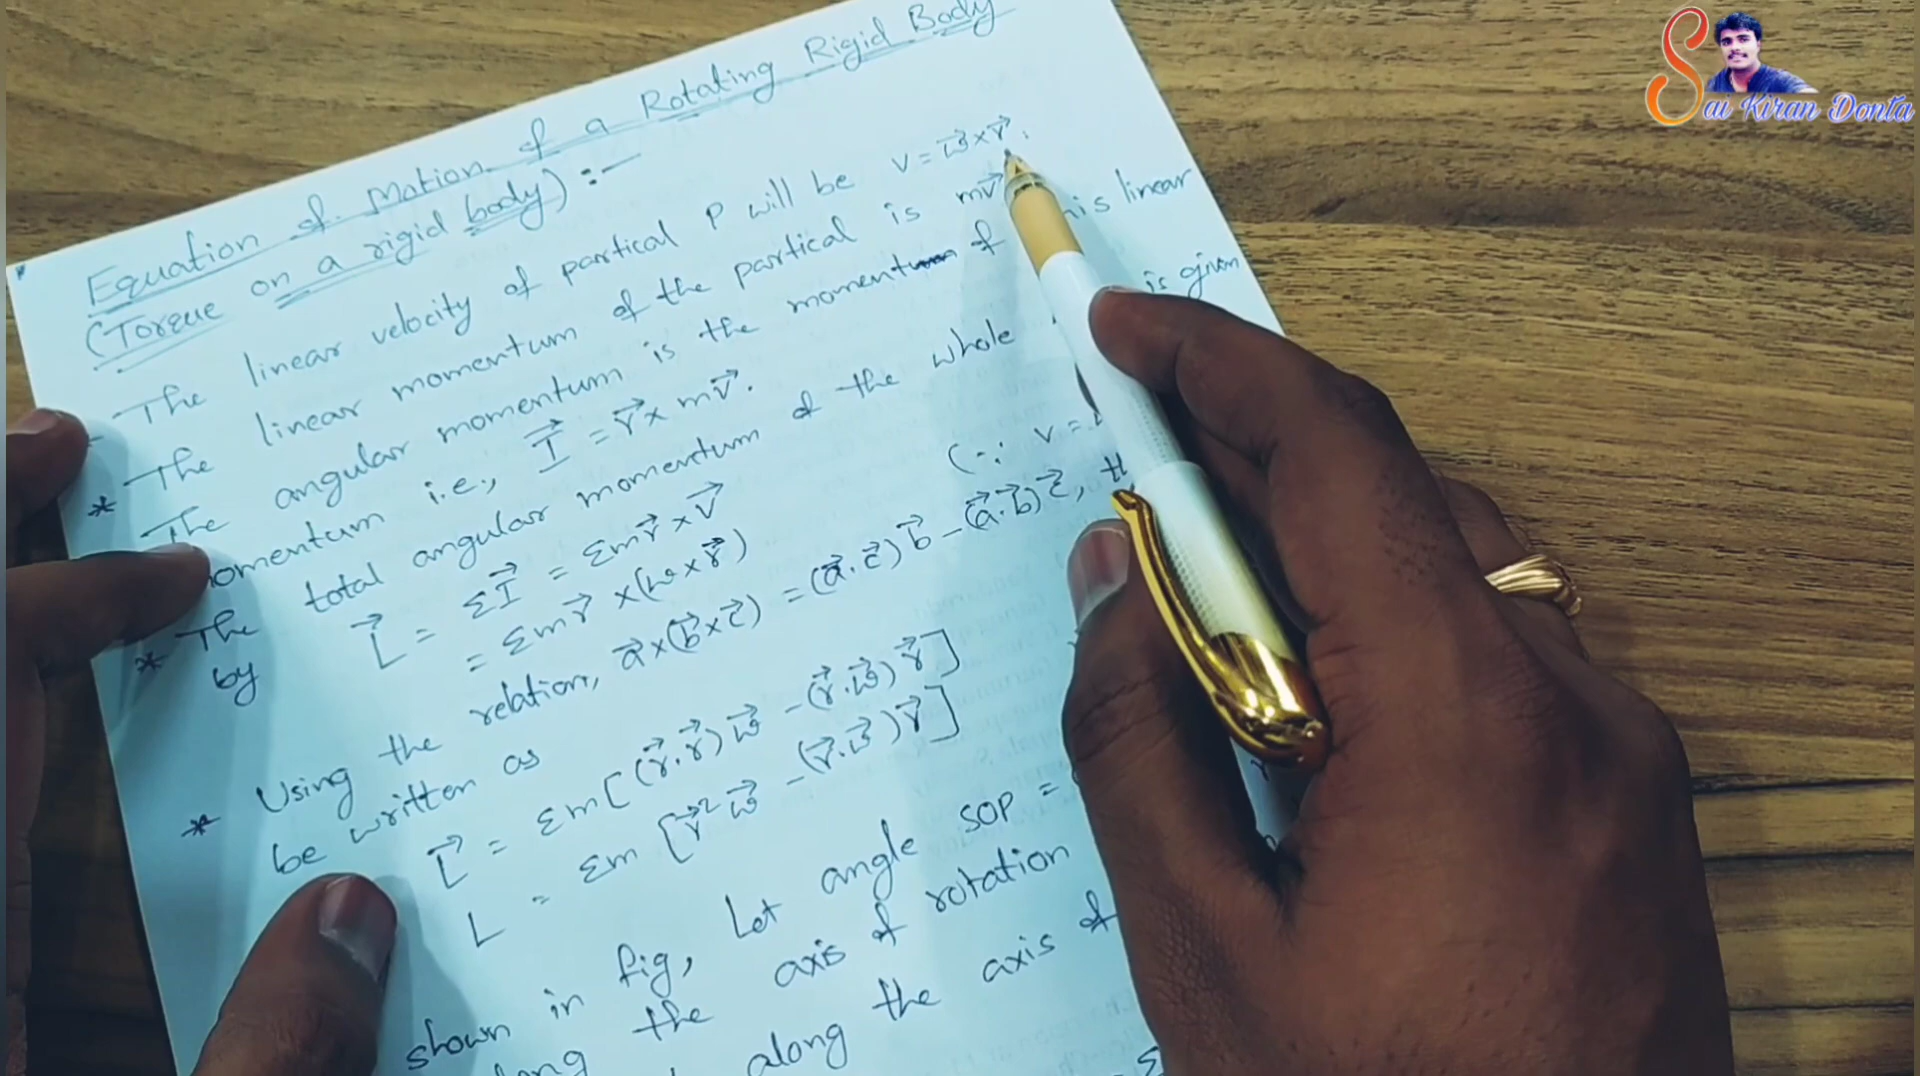 Equation of Motion of a Rotating Rigid Body
(Torque on a rigid body) :-
- The linear velocity of partical P will be V = ω⃗ × r⃗.
* The linear momentum of the partical is mv⃗
The angular momentum is the moment of linear
momentum i.e., I⃗ = r⃗ × mv⃗.
* The total angular momentum of the whole is given
by
L⃗ = ΣI⃗ = Σmr⃗ × v⃗
= Σmr⃗ × (ω × r⃗) (∵ v =
* Using the relation, a⃗×(b⃗×c⃗) = (a⃗.c⃗)b⃗ - (a⃗.b⃗)c⃗,
be written as
L⃗ = Σm[(r⃗.r⃗)ω⃗ - (r⃗.ω⃗)r⃗]
L = Σm[r⃗²ω⃗ - (r⃗.ω⃗)r⃗]
shown in fig, Let angle SOP =
the axis of rotation
along the axis of
Sai Kiran Donta